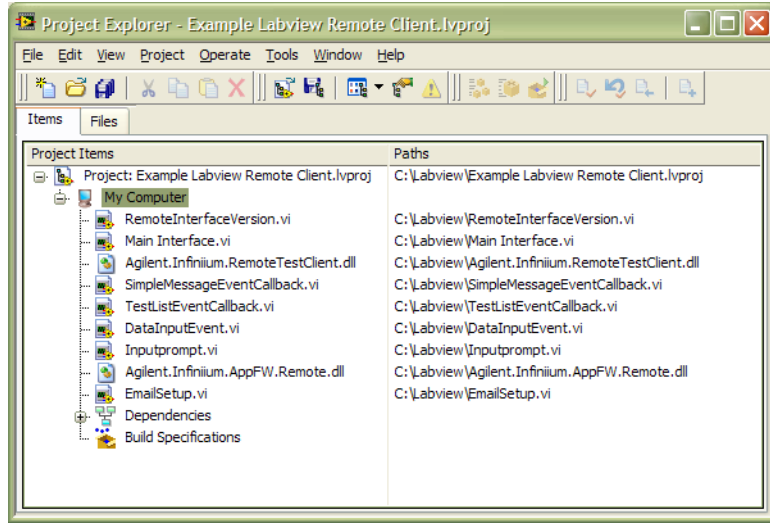 Project Explorer - Example Labview Remote Client.lvproj
File Edit View Project Operate Tools Window Help
Items Files
Project Items Paths
Project: Example Labview Remote Client.lvproj C:\Labview\Example Labview Remote Client.lvproj
My Computer
RemoteInterfaceVersion.vi C:\Labview\RemoteInterfaceVersion.vi
Main Interface.vi C:\Labview\Main Interface.vi
Agilent.Infiniium.RemoteTestClient.dll C:\Labview\Agilent.Infiniium.RemoteTestClient.dll
SimpleMessageEventCallback.vi C:\Labview\SimpleMessageEventCallback.vi
TestListEventCallback.vi C:\Labview\TestListEventCallback.vi
DataInputEvent.vi C:\Labview\DataInputEvent.vi
Inputprompt.vi C:\Labview\Inputprompt.vi
Agilent.Infiniium.AppFW.Remote.dll C:\Labview\Agilent.Infiniium.AppFW.Remote.dll
EmailSetup.vi C:\Labview\EmailSetup.vi
Dependencies
Build Specifications